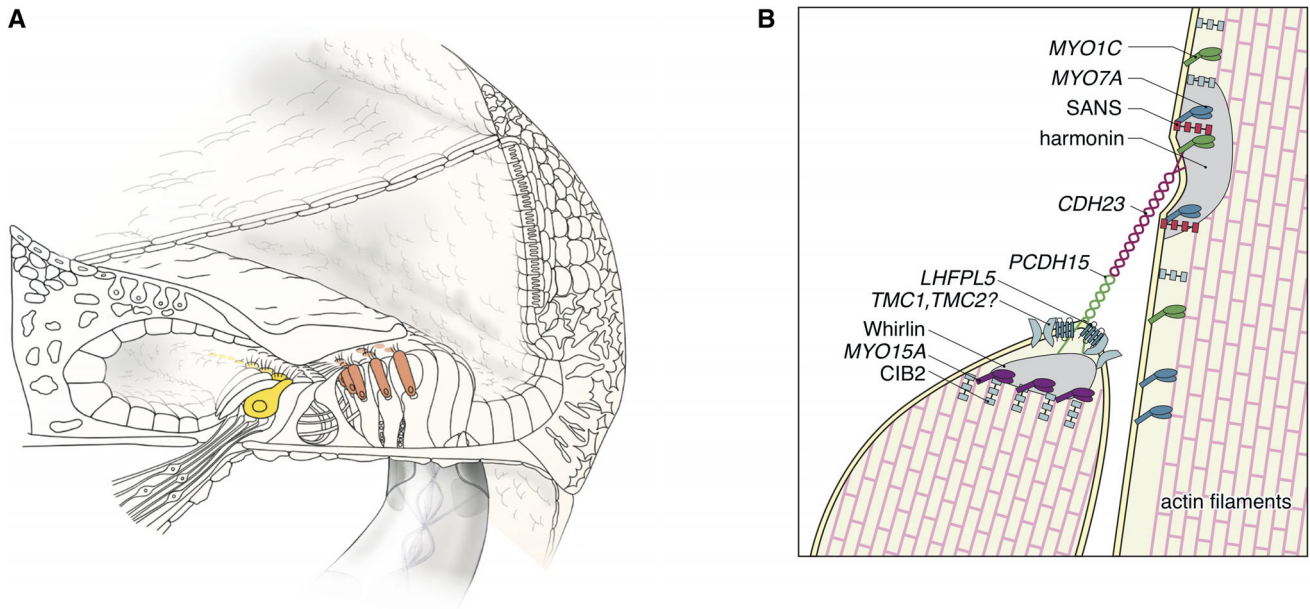 A
B
MYO1C
MYO7A
SANS
harmonin
CDH23
PCDH15
LHFPL5
TMC1,TMC2?
Whirlin
MYO15A
CIB2
actin filaments